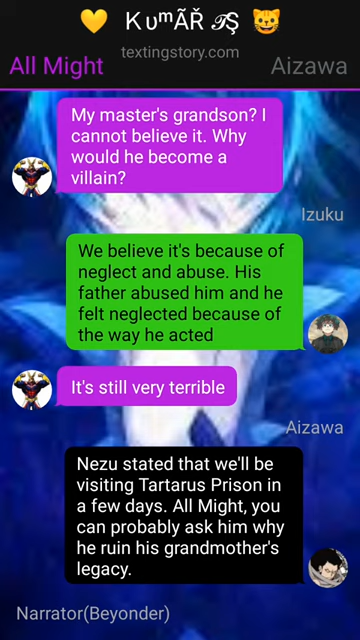 💛 KυᵐÃř 𝒯Ş 😺
textingstory.com
All Might
Aizawa
My master's grandson? I
cannot believe it. Why
would he become a
villain?
Izuku
We believe it's because of
neglect and abuse. His
father abused him and he
felt neglected because of
the way he acted
It's still very terrible
Aizawa
Nezu stated that we'll be
visiting Tartarus Prison in
a few days. All Might, you
can probably ask him why
he ruin his grandmother's
legacy.
Narrator(Beyonder)